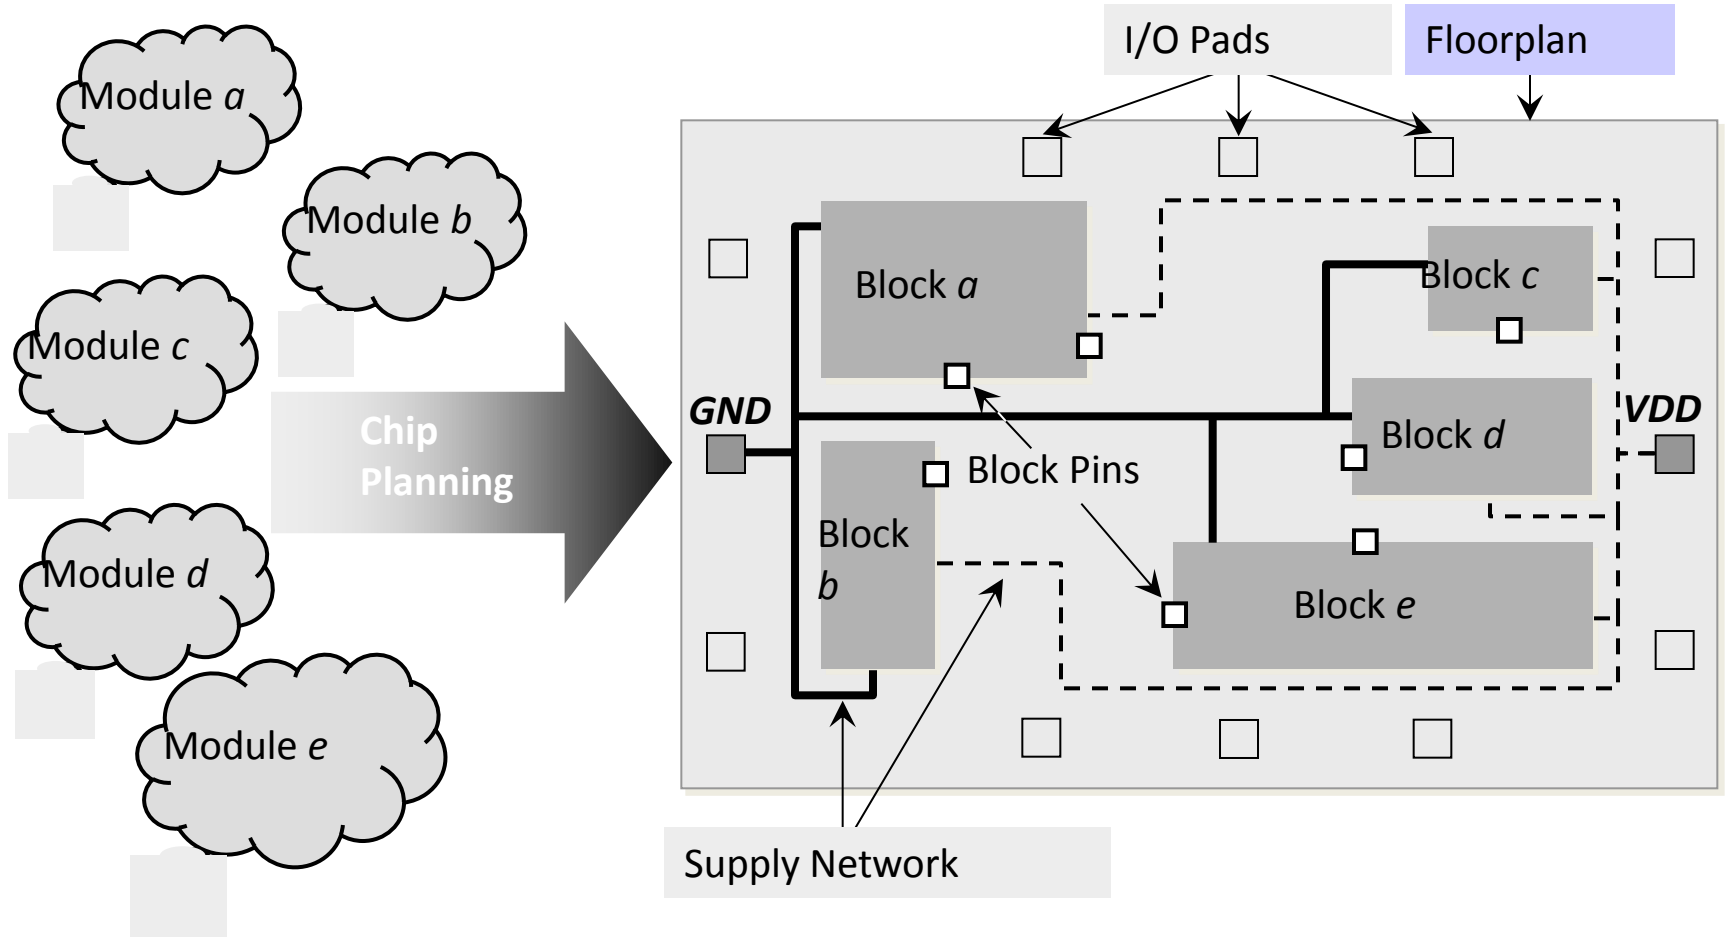 I/O Pads
Floorplan
Module a
Module b
Module c
Module d
Module e
Chip
Planning
GND
VDD
Block a
Block c
Block d
Block Pins
Block
b
Block e
Supply Network